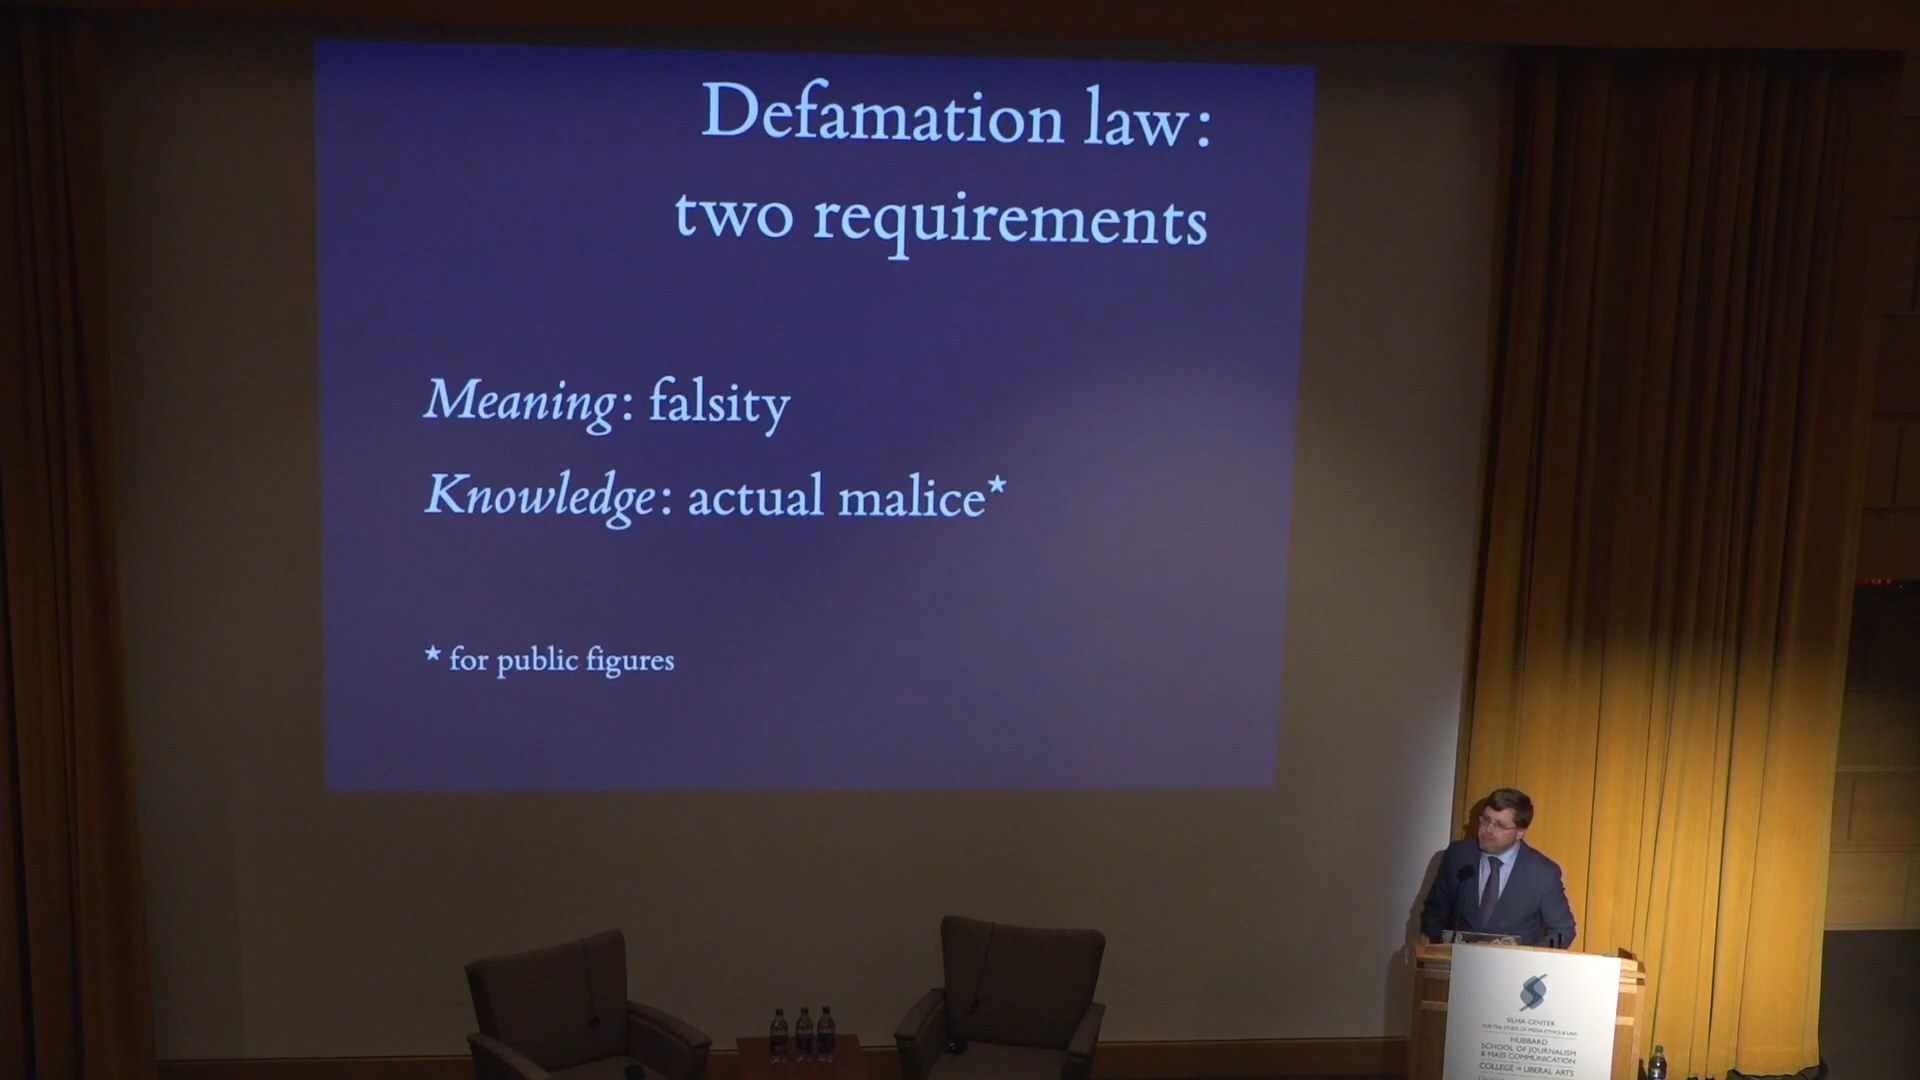 Defamation law:
two requirements
Meaning: falsity
Knowledge: actual malice*
* for public figures
SILHA CENTER
FOR THE STUDY OF MEDIA ETHICS & LAW
HUBBARD
SCHOOL OF JOURNALISM
& MASS COMMUNICATION
COLLEGE OF LIBERAL ARTS